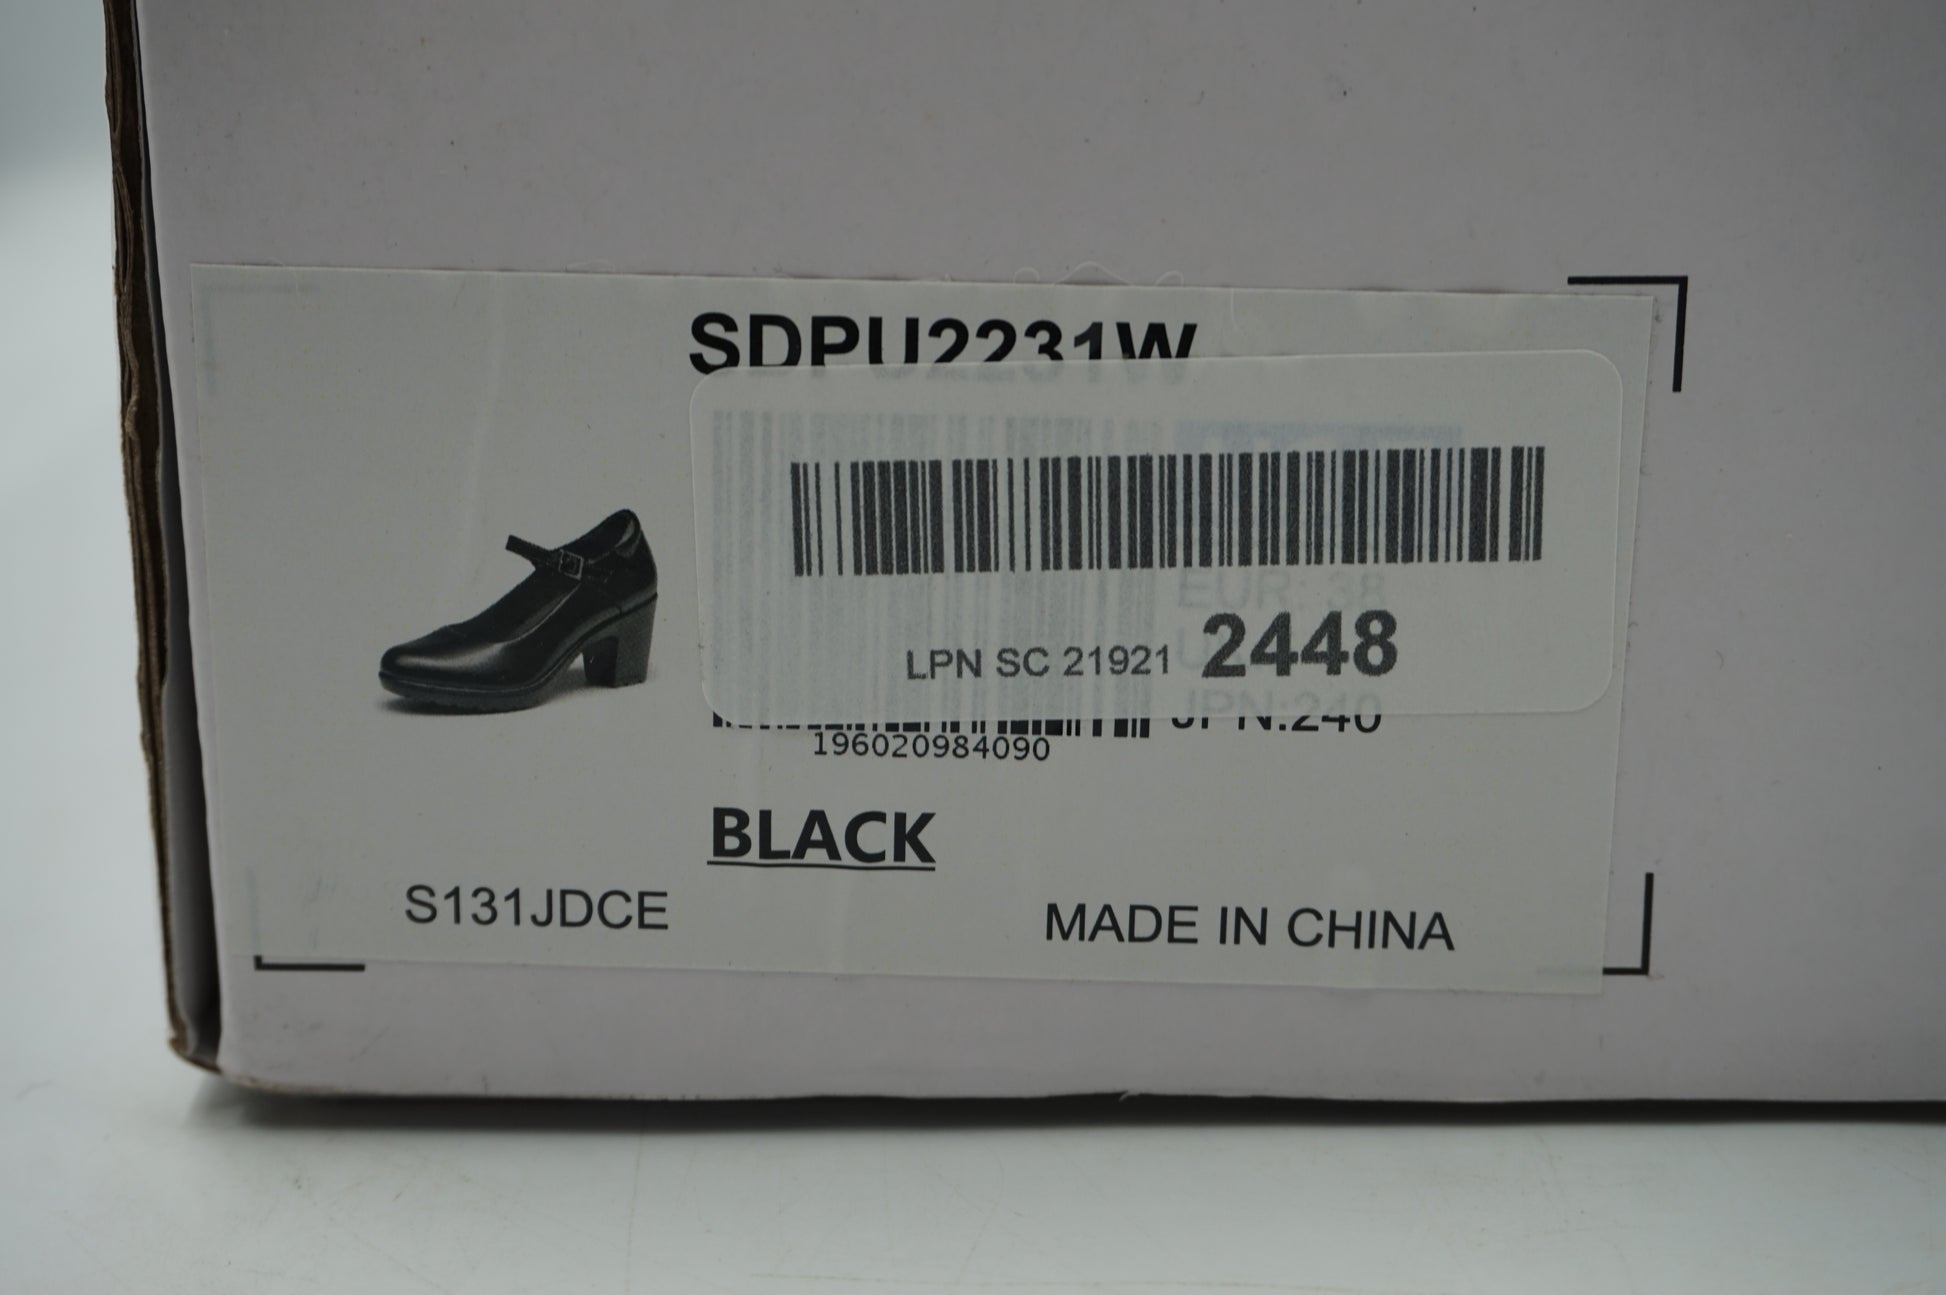 SDPU2231W
EUR: 38
LPN SC 21921 2448
JPN:240
196020984090
BLACK
S131JDCE
MADE IN CHINA